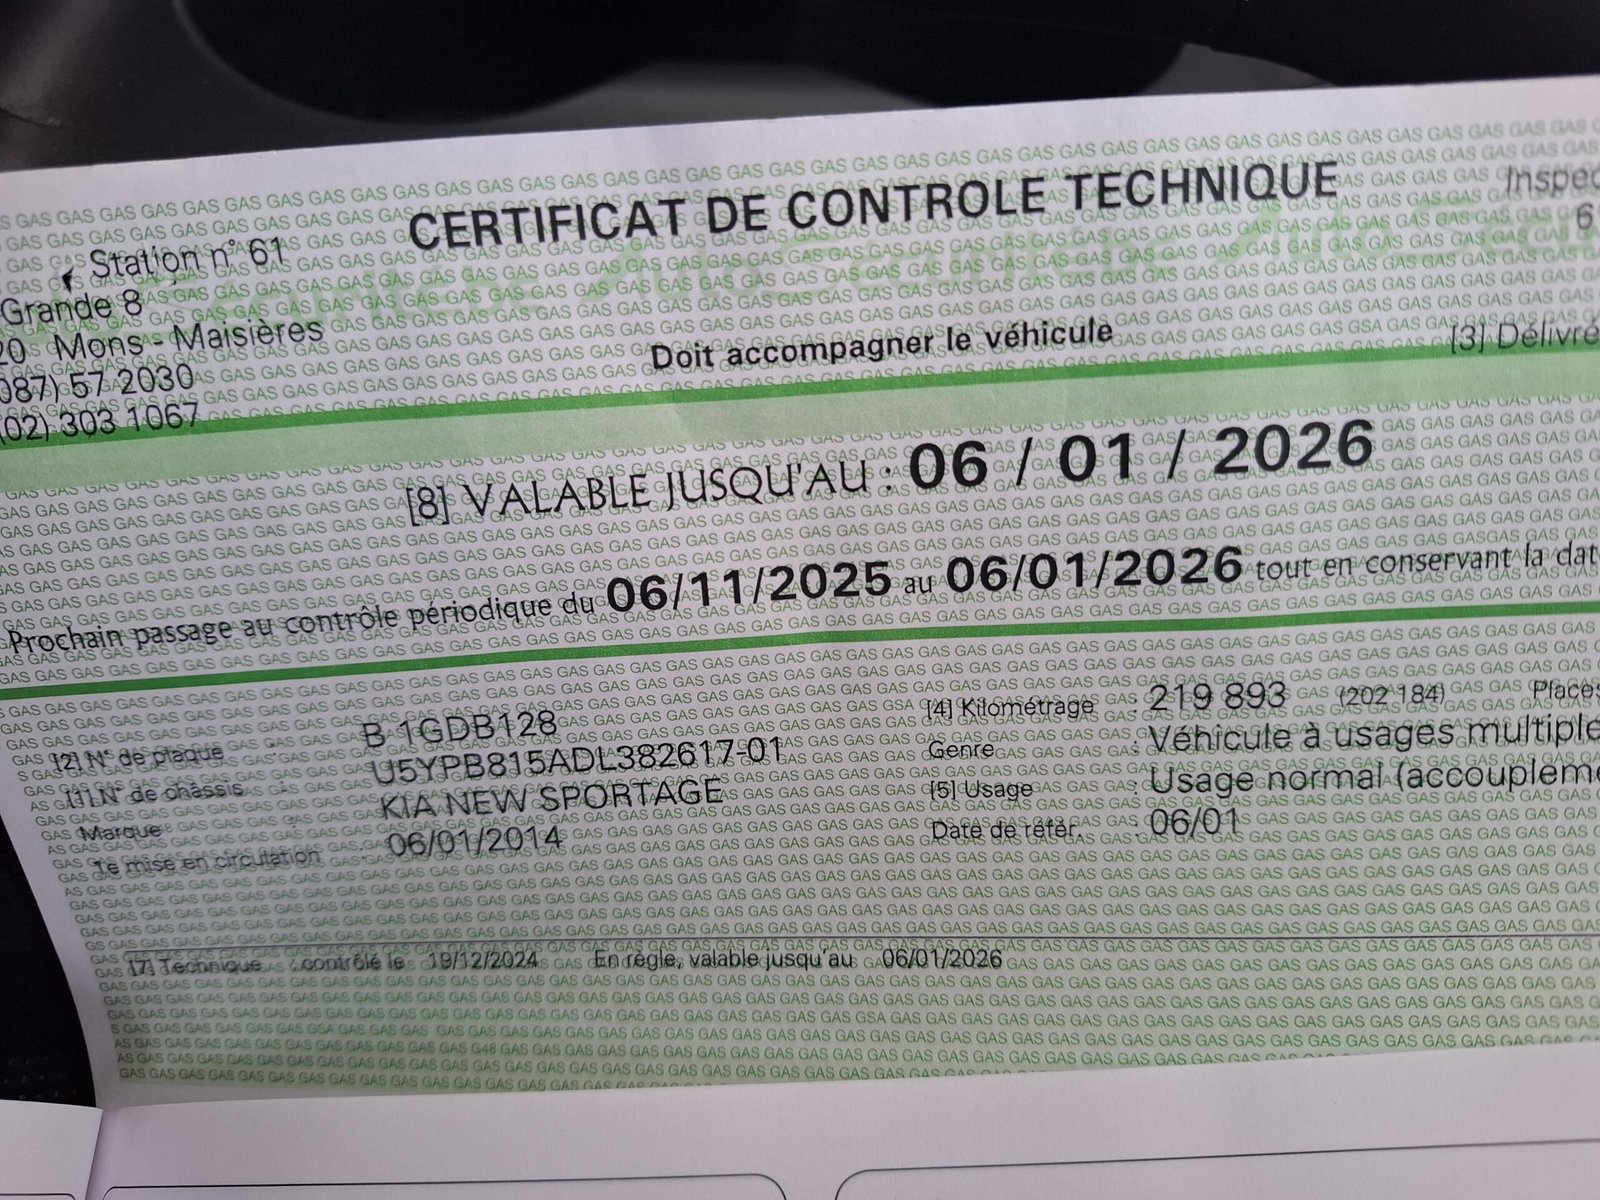 CERTIFICAT DE CONTROLE TECHNIQUE
Station n° 61
Grande 8
20 Mons - Maisières
087) 57 2030
(02) 303 1067
Doit accompagner le véhicule
[3] Délivré
[8] VALABLE JUSQU'AU : 06 / 01 / 2026
Prochain passage au contrôle périodique du 06/11/2025 au 06/01/2026 tout en conservant la dat
[2] N° de plaque : B 1GDB128
[1] N° de châssis : U5YPB815ADL382617-01
Marque : KIA NEW SPORTAGE
1e mise en circulation : 06/01/2014
[4] Kilométrage : 219 893 (202 184) Places
Genre : Véhicule à usages multiple
[5] Usage : Usage normal (accouplem
Date de référ. : 06/01
[7] Technique : contrôlé le 19/12/2024 En règle, valable jusqu'au 06/01/2026